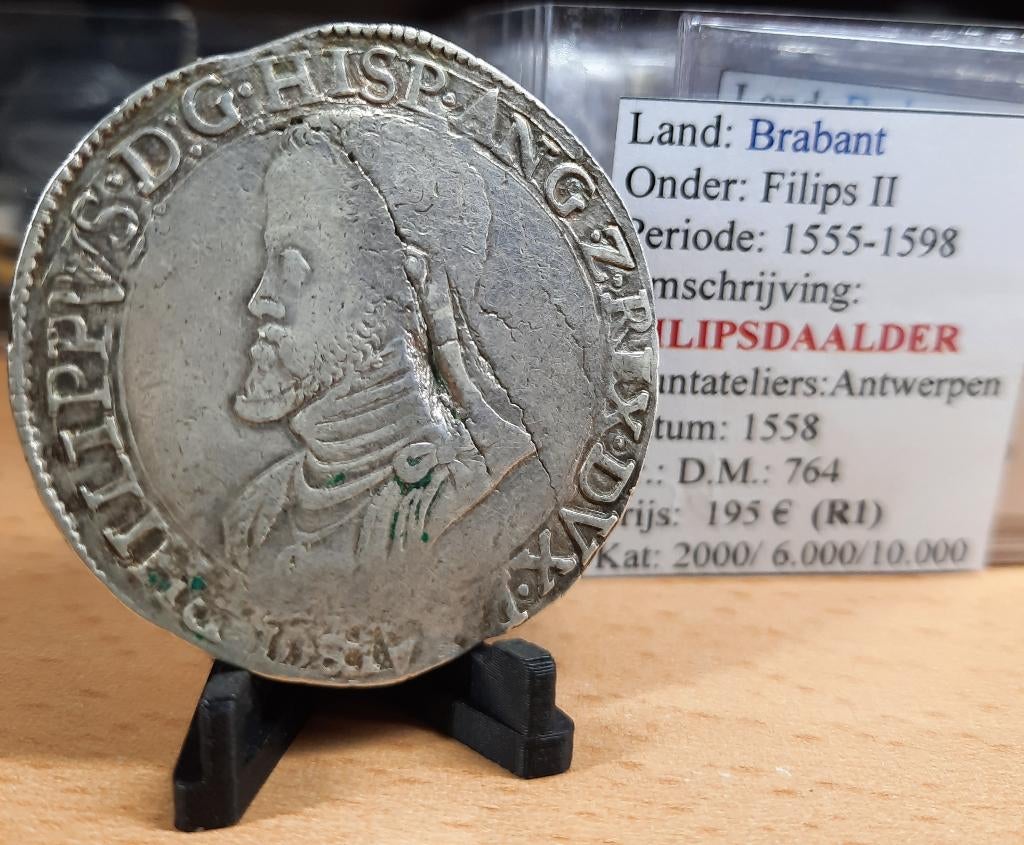 PHILIPPVS·D:G·HISP·ANG·Z·REX·DVX·
Land: Brabant
Onder: Filips II
Periode: 1555-1598
mschrijving:
ILIPSDAALDER
untateliers:Antwerpen
tum: 1558
.: D.M.: 764
rijs: 195 € (R1)
Kat: 2000/ 6.000/10.000